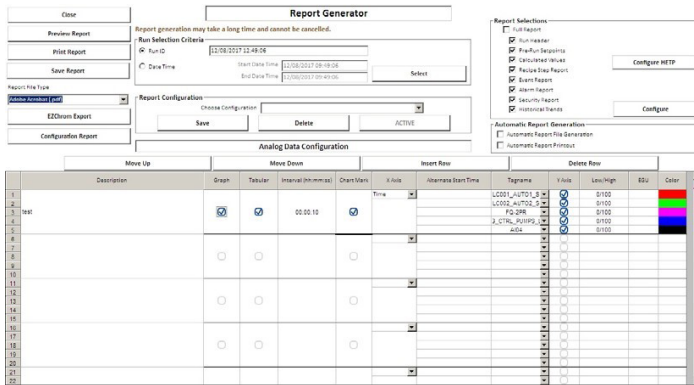 Close
Report Generator
Preview Report
Print Report
Save Report
Report File Type
Adobe Acrobat (.pdf)
EZChrom Export
Configuration Report
Report generation may take a long time and cannot be cancelled.
Run Selection Criteria
Run ID
12/08/2017 12:49:06
Date Time
Start Date Time
12/08/2017 09:49:06
End Date Time
12/08/2017 09:49:06
Select
Report Configuration
Choose Configuration
Save
Delete
ACTIVE
Analog Data Configuration
Report Selections
Full Report
Run Header
Pre-Run Setpoints
Calculated Values
Recipe Step Report
Event Report
Alarm Report
Security Report
Historical Trends
Configure HETP
Configure
Automatic Report Generation
Automatic Report File Generation
Automatic Report Printout
Move Up
Move Down
Insert Row
Delete Row
Description Graph Tabular Interval (hh:mm:ss) Chart Mark X Axis Alternate Start Time Tagname Y Axis Low/High EGU Color
1 Time LC001_AUTO1_S 0/100
2 LC002_AUTO2_S 0/100
3 test 00:00:10 FQ-2PR 0/100
4 3_CTRL_PUMPS_L 0/100
5 AI04 0/100
6
7
8
9
10
11
12
13
14
15
16
17
18
19
20
21
22